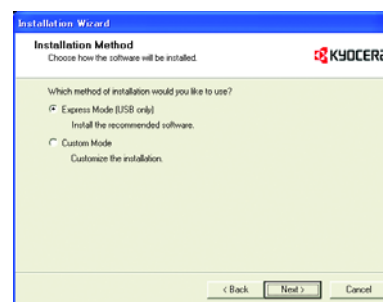 Installation Wizard
Installation Method
Choose how the software will be installed.
KYOCERA
Which method of installation would you like to use?
Express Mode (USB only)
Install the recommended software.
Custom Mode
Customize the installation.
< Back
Next >
Cancel